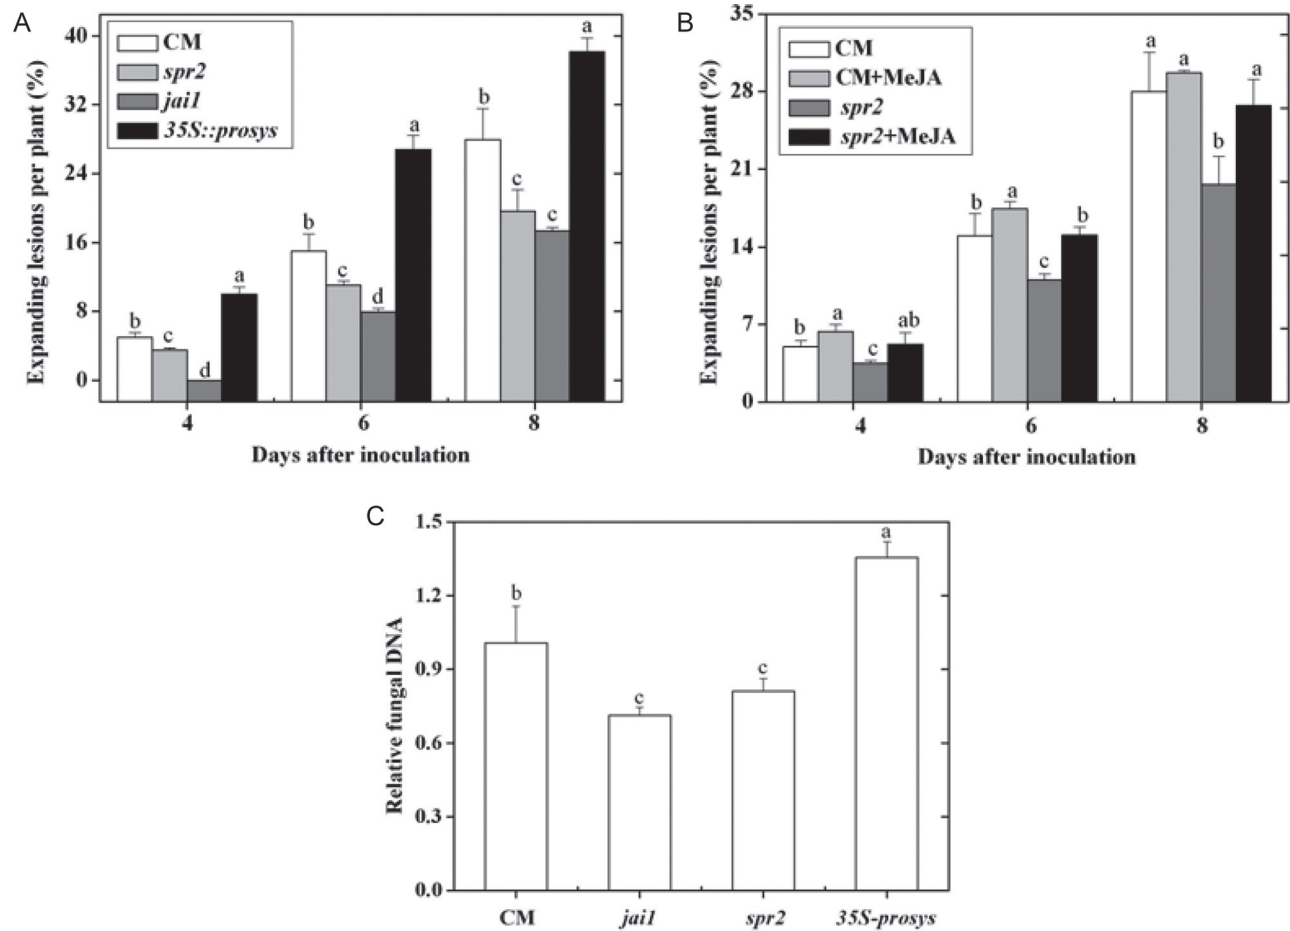 A
CM
spr2
jai1
35S::prosys
Expanding lesions per plant (%)
40
32
24
16
8
0
b
c
d
a
b
c
d
a
b
c
c
a
4
6
8
Days after inoculation
B
CM
CM+MeJA
spr2
spr2+MeJA
Expanding lesions per plant (%)
35
28
21
14
7
0
b
a
c
ab
b
a
c
b
a
a
b
a
4
6
8
Days after inoculation
C
Relative fungal DNA
1.5
1.2
0.9
0.6
0.3
0.0
b
c
c
a
CM
jai1
spr2
35S-prosys